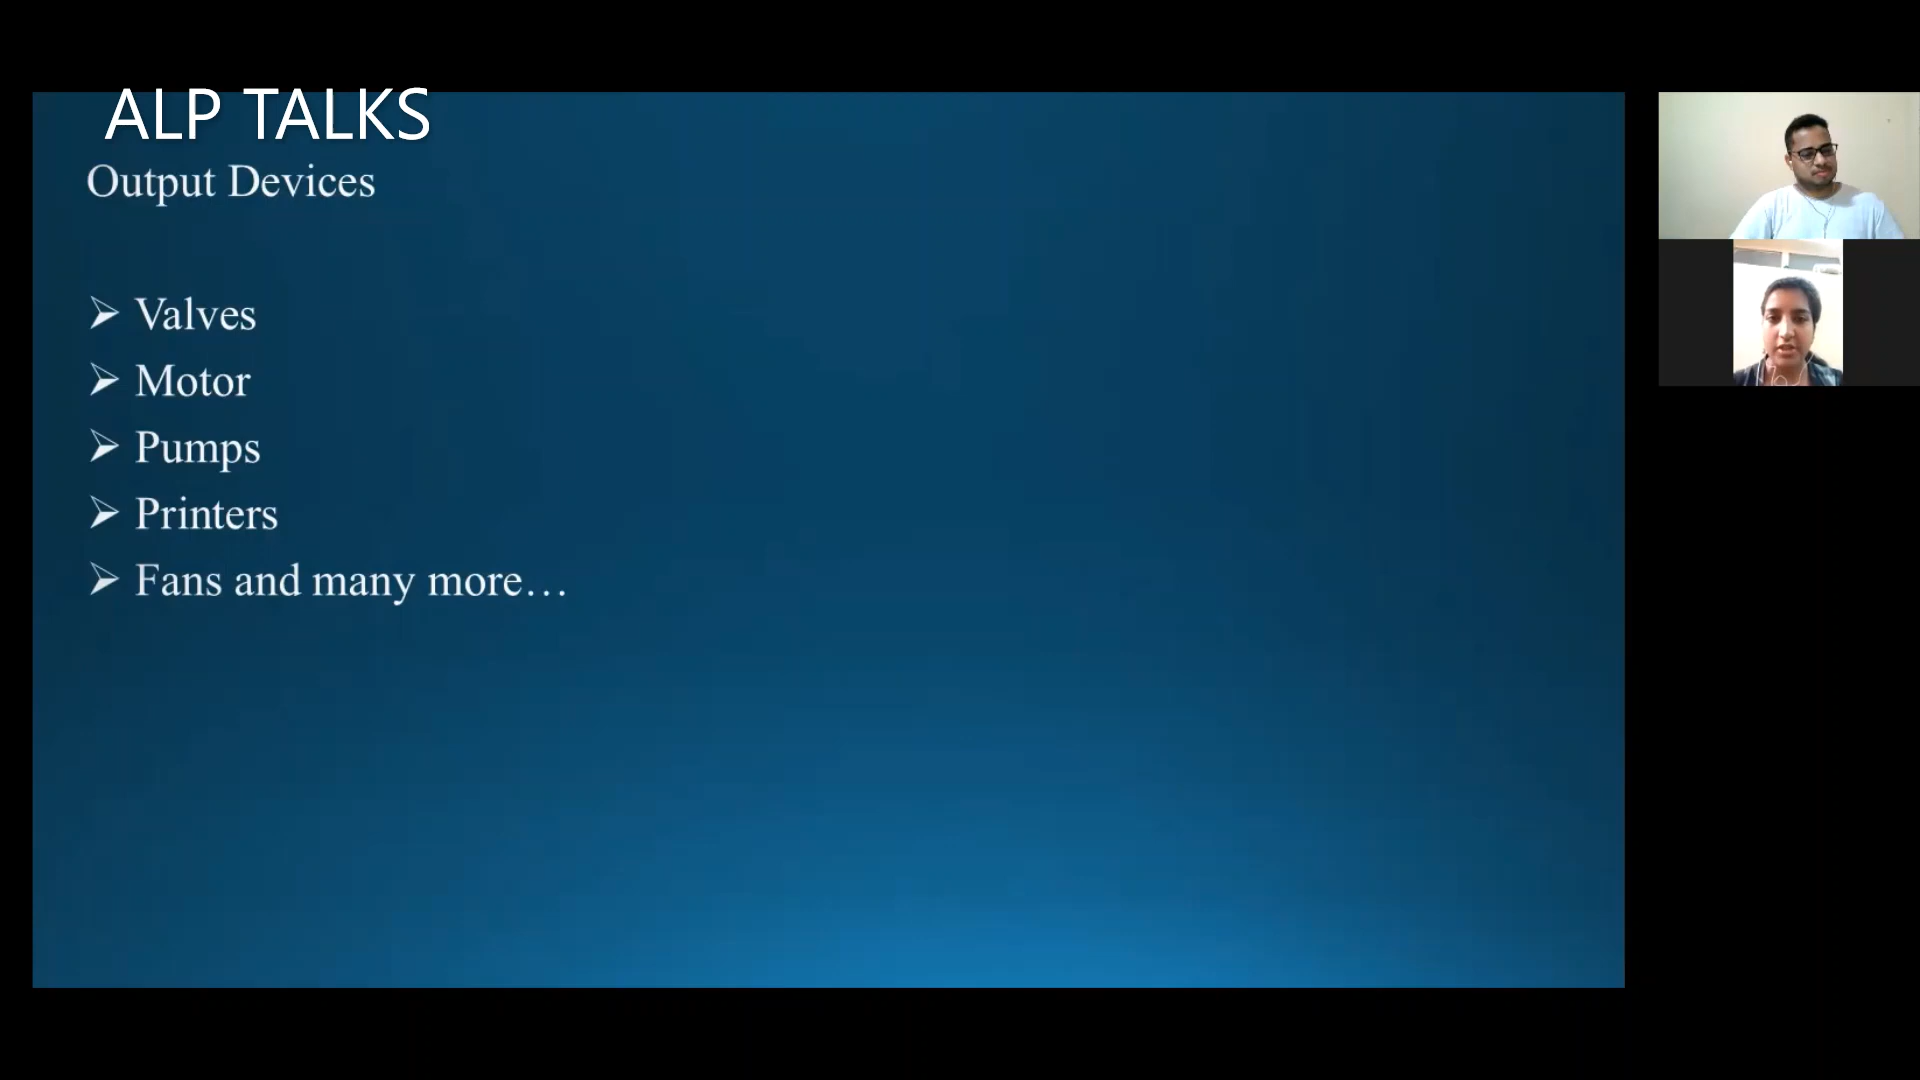 ALP TALKS
Output Devices
➢ Valves
➢ Motor
➢ Pumps
➢ Printers
➢ Fans and many more…